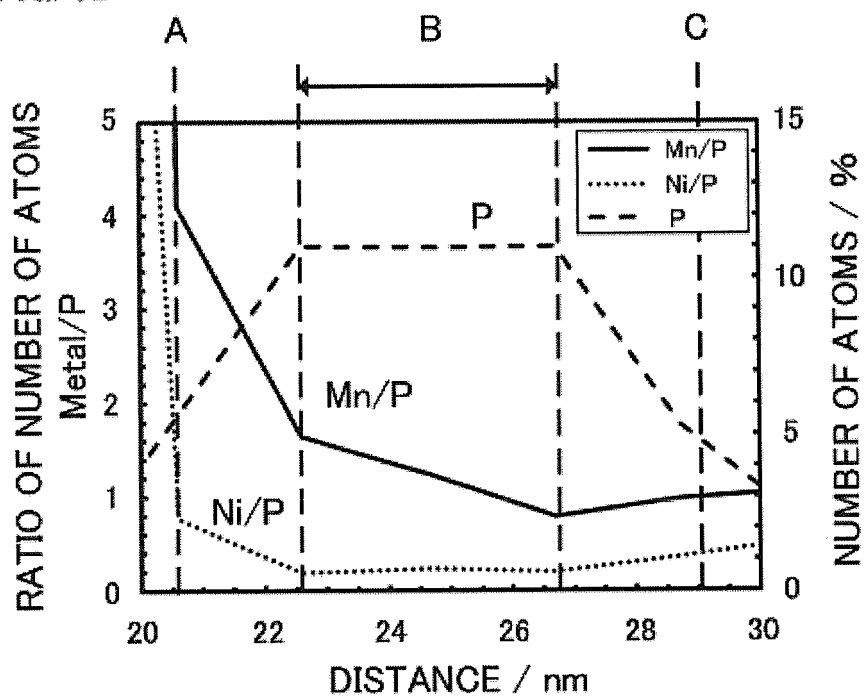 A B C
RATIO OF NUMBER OF ATOMS
Metal/P
5
4
3
2
1
0
15
10
5
0
NUMBER OF ATOMS / %
Mn/P
Ni/P
P
P
Mn/P
Ni/P
20 22 24 26 28 30
DISTANCE / nm